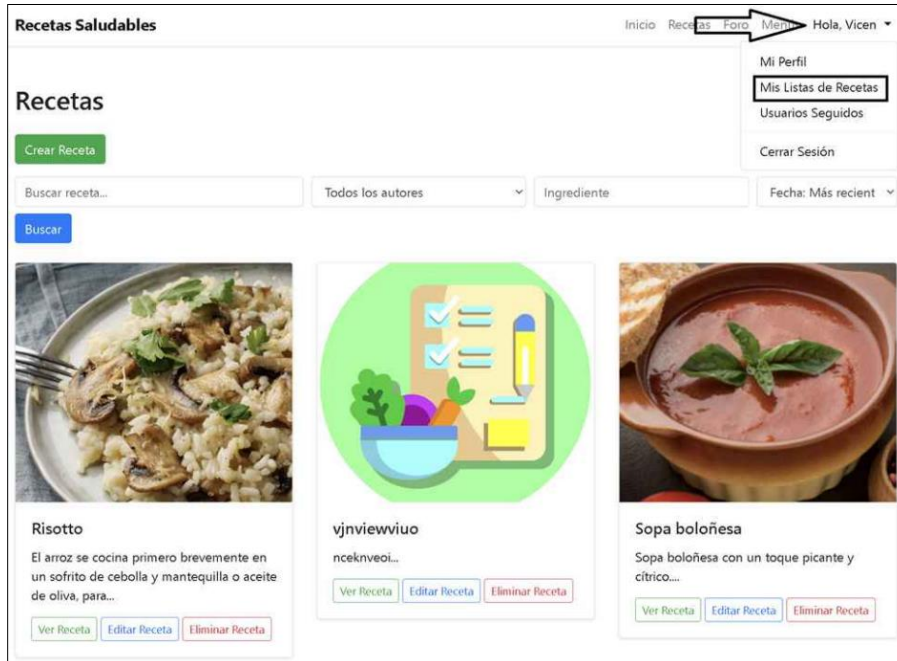 Recetas Saludables
Inicio Recetas Foro Menú Hola, Vicen
Mi Perfil
Mis Listas de Recetas
Usuarios Seguidos
Cerrar Sesión
Recetas
Crear Receta
Buscar receta... Todos los autores Ingrediente Fecha: Más recient
Buscar
Risotto
El arroz se cocina primero brevemente en
un sofrito de cebolla y mantequilla o aceite
de oliva, para...
Ver Receta Editar Receta Eliminar Receta
vjnviewviuo
nceknveoi...
Ver Receta Editar Receta Eliminar Receta
Sopa boloñesa
Sopa boloñesa con un toque picante y
cítrico....
Ver Receta Editar Receta Eliminar Receta